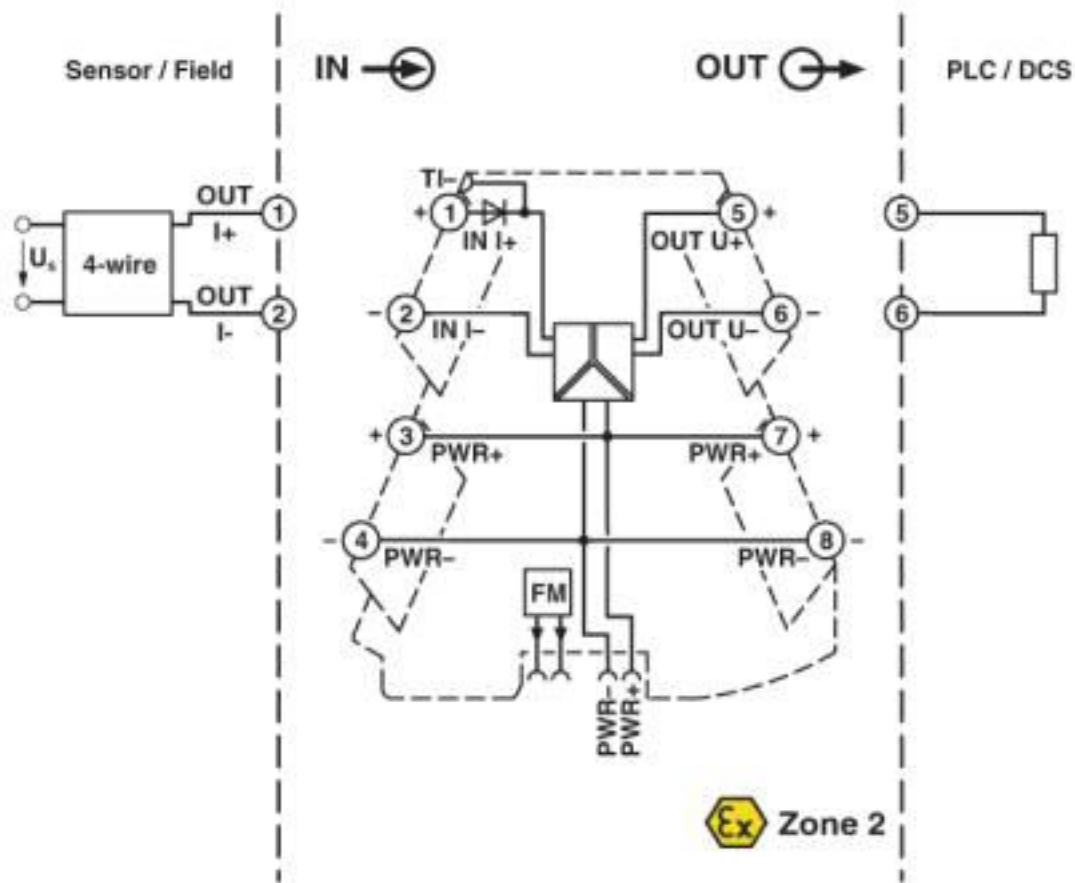 Sensor / Field
IN
OUT
PLC / DCS
TI–
OUT
1
+
1
5
+
5
I+
IN I+
OUT U+
Us
4-wire
OUT
2
–
2
6
–
6
I-
IN I–
OUT U–
+
3
7
+
PWR+
PWR+
–
4
8
–
PWR–
PWR–
FM
PWR–
PWR+
Ex
Zone 2